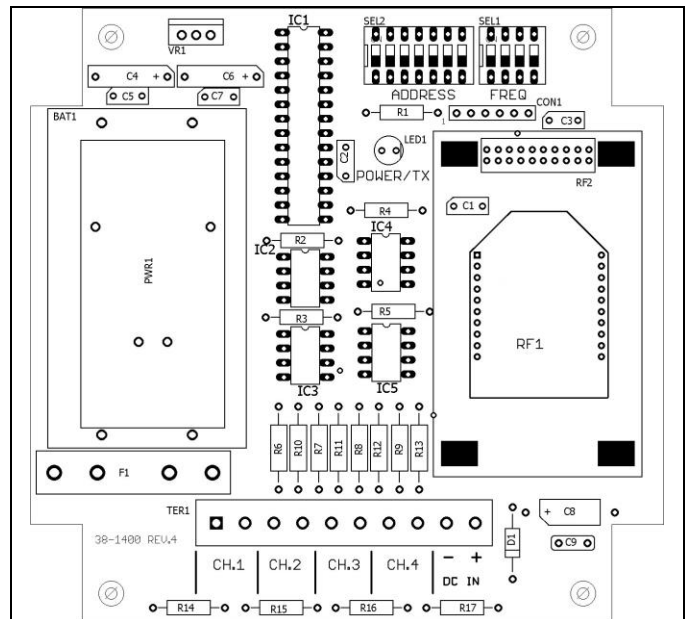 IC1
SEL2
SEL1
VR1
C4 +
C6 +
C5
C7
ADDRESS
FREQ
BAT1
R1
CON1
1
C3
LED1
C2
POWER/TX
RF2
C1
R4
IC4
R2
IC2
PWR1
R3
R5
RF1
IC3
IC5
R6
R10
R7
R11
R8
R12
R9
R13
F1
TER1
+ C8
D1
C9
38-1400 REV.4
CH.1
CH.2
CH.3
CH.4
- +
DC IN
R14
R15
R16
R17